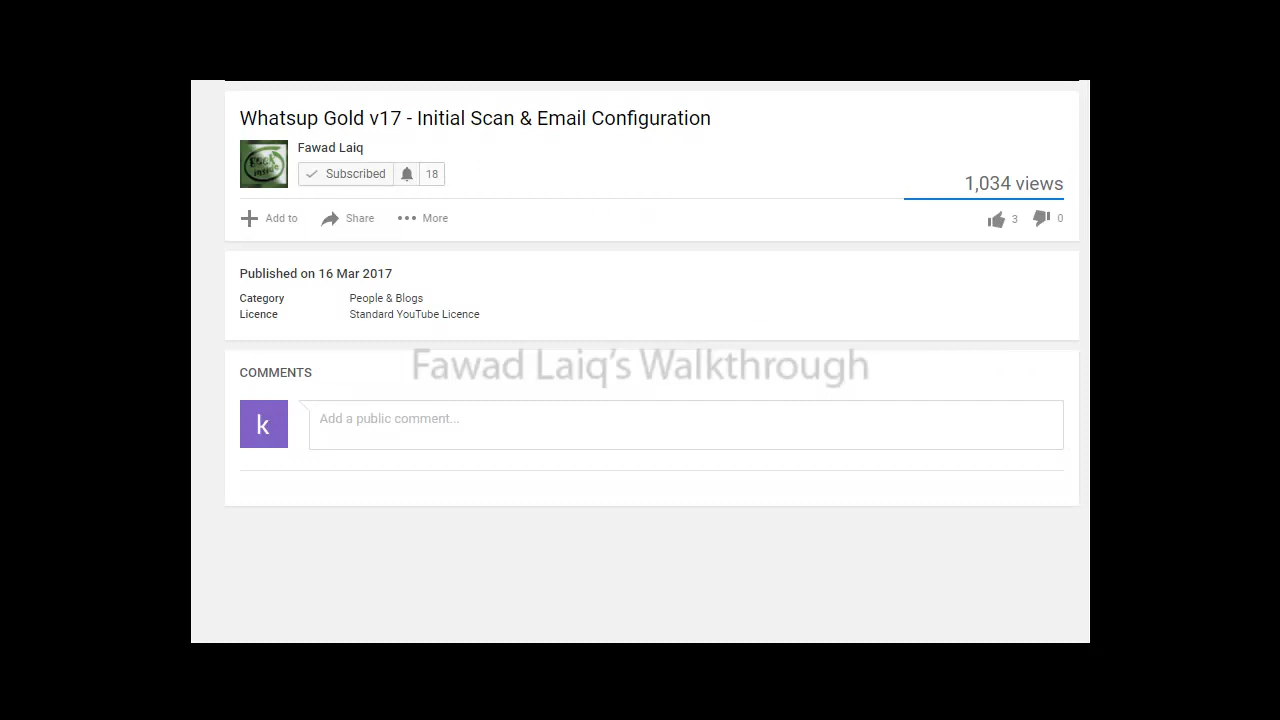 Whatsup Gold v17 - Initial Scan & Email Configuration
Fawad Laiq
Subscribed 18
1,034 views
Add to Share More 3 0
Published on 16 Mar 2017
Category People & Blogs
Licence Standard YouTube Licence
Fawad Laiq's Walkthrough
COMMENTS
k
Add a public comment...